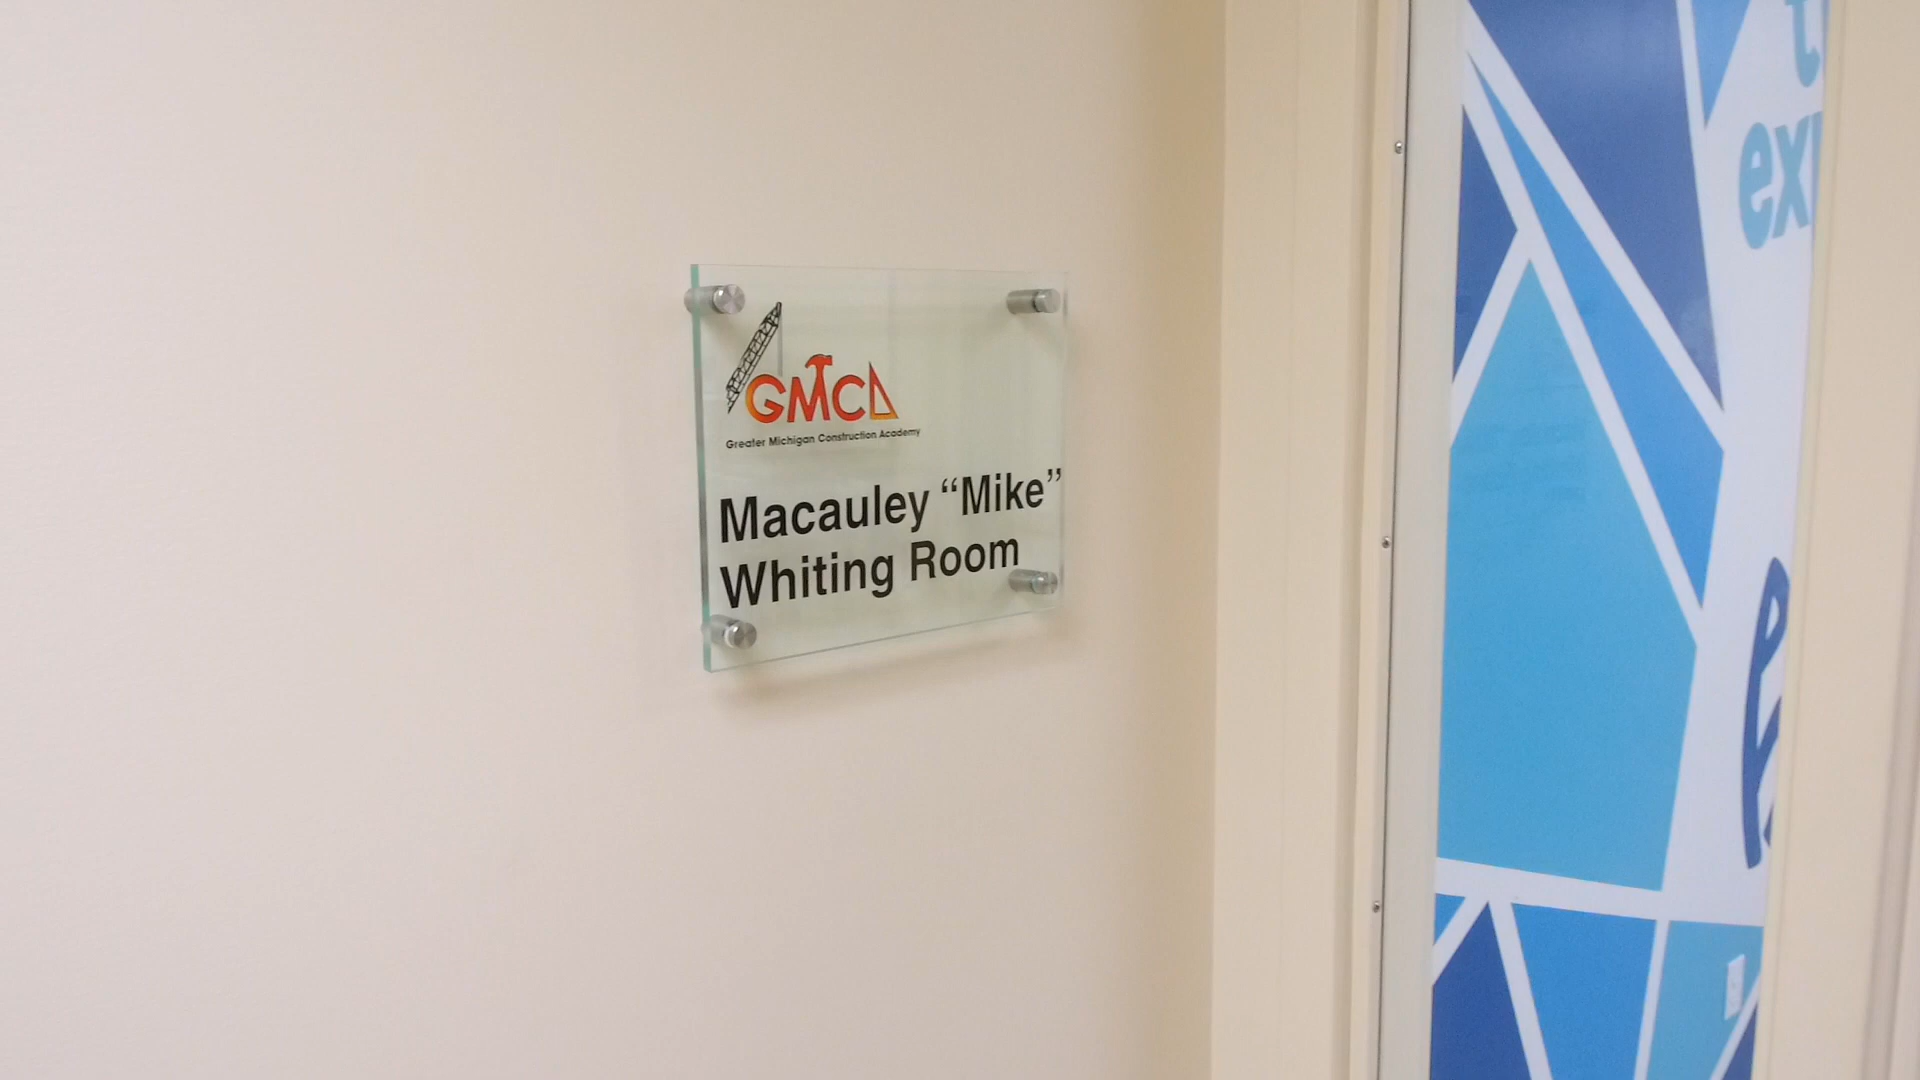 GMCA
Greater Michigan Construction Academy
Macauley “Mike”
Whiting Room